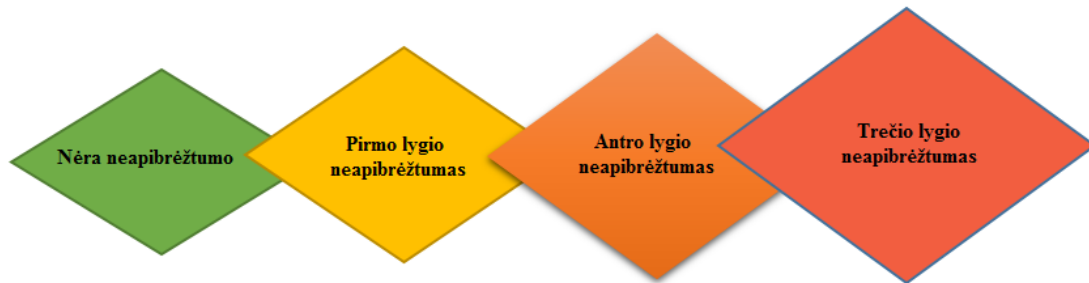 Nėra neapibrėžtumo
Pirmo lygio
neapibrėžtumas
Antro lygio
neapibrėžtumas
Trečio lygio
neapibrėžtumas